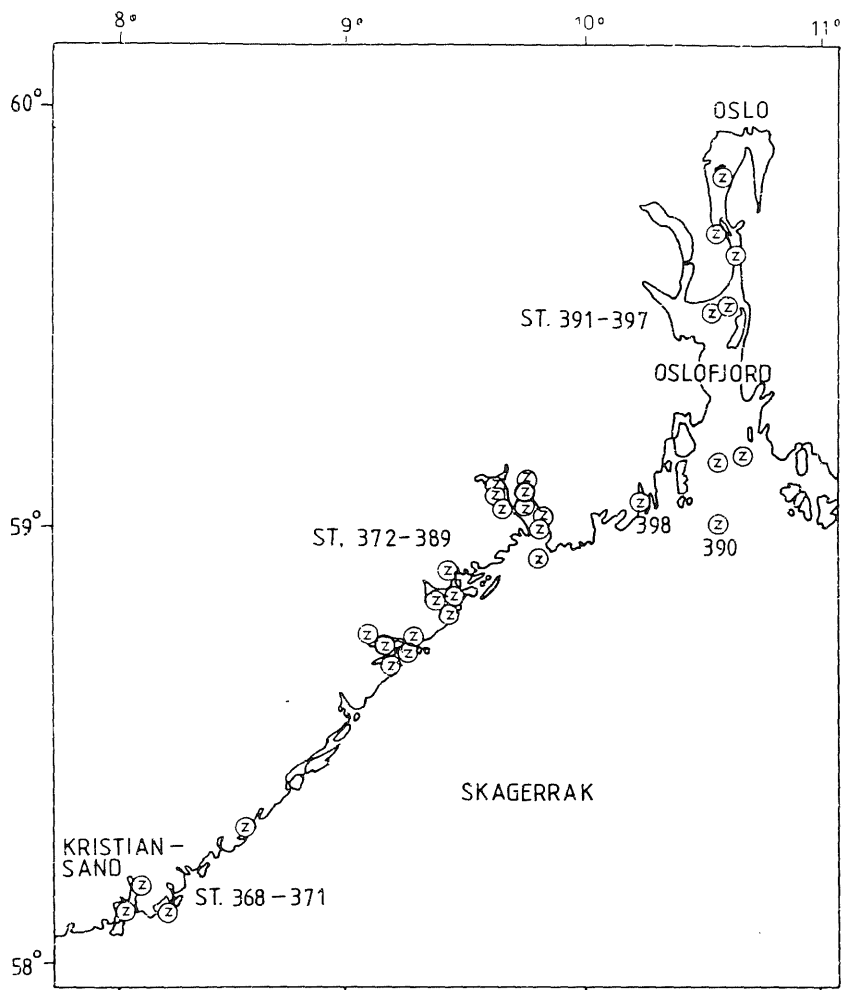 8° 9° 10° 11°
60°
OSLO
Z
Z
Z
Z Z
ST. 391-397
OSLOFJORD
Z Z
Z Z
Z Z
Z Z
Z
Z
Z
59°
398
Z
390
ST. 372-389
Z
Z
Z Z
Z
Z Z
Z Z
Z
SKAGERRAK
Z
KRISTIAN-
SAND
Z
Z Z
ST. 368-371
58°